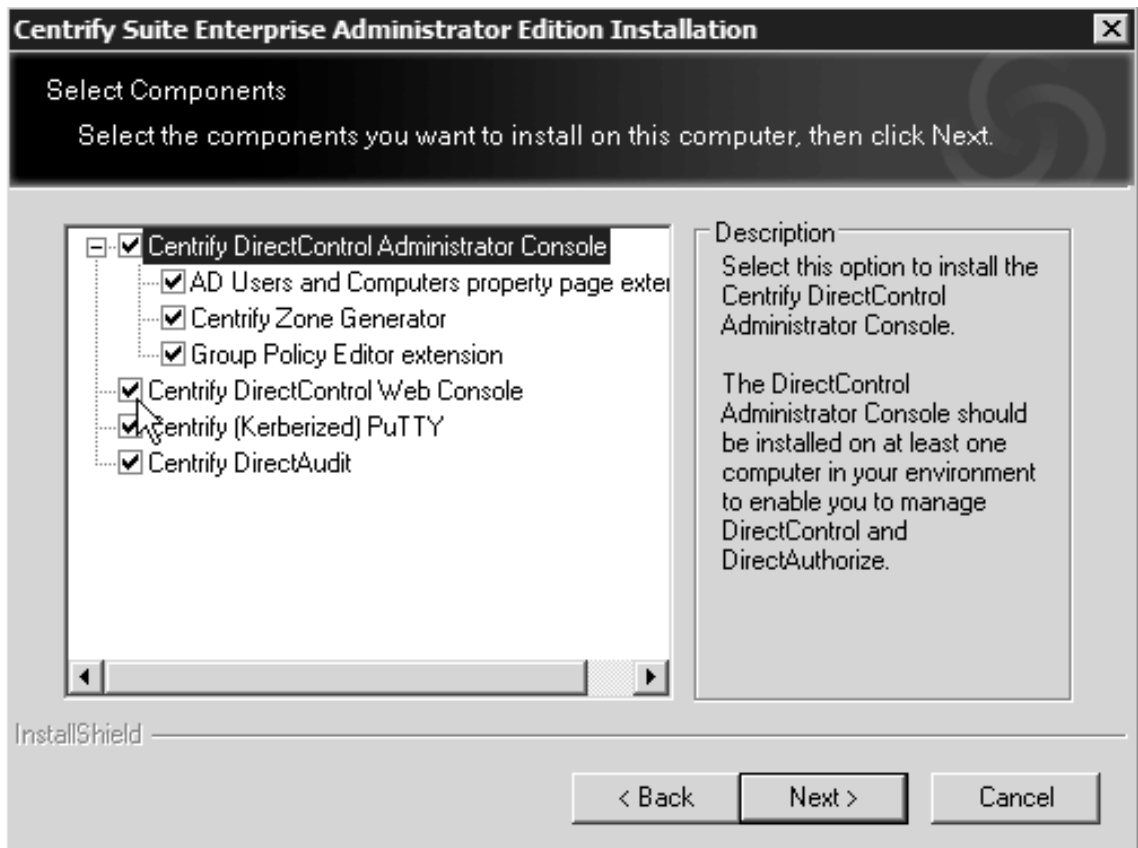 Centrify Suite Enterprise Administrator Edition Installation
Select Components
Select the components you want to install on this computer, then click Next.
Centrify DirectControl Administrator Console
AD Users and Computers property page exter
Centrify Zone Generator
Group Policy Editor extension
Centrify DirectControl Web Console
Centrify (Kerberized) PuTTY
Centrify DirectAudit
Description
Select this option to install the
Centrify DirectControl
Administrator Console.
The DirectControl
Administrator Console should
be installed on at least one
computer in your environment
to enable you to manage
DirectControl and
DirectAuthorize.
InstallShield
< Back
Next >
Cancel